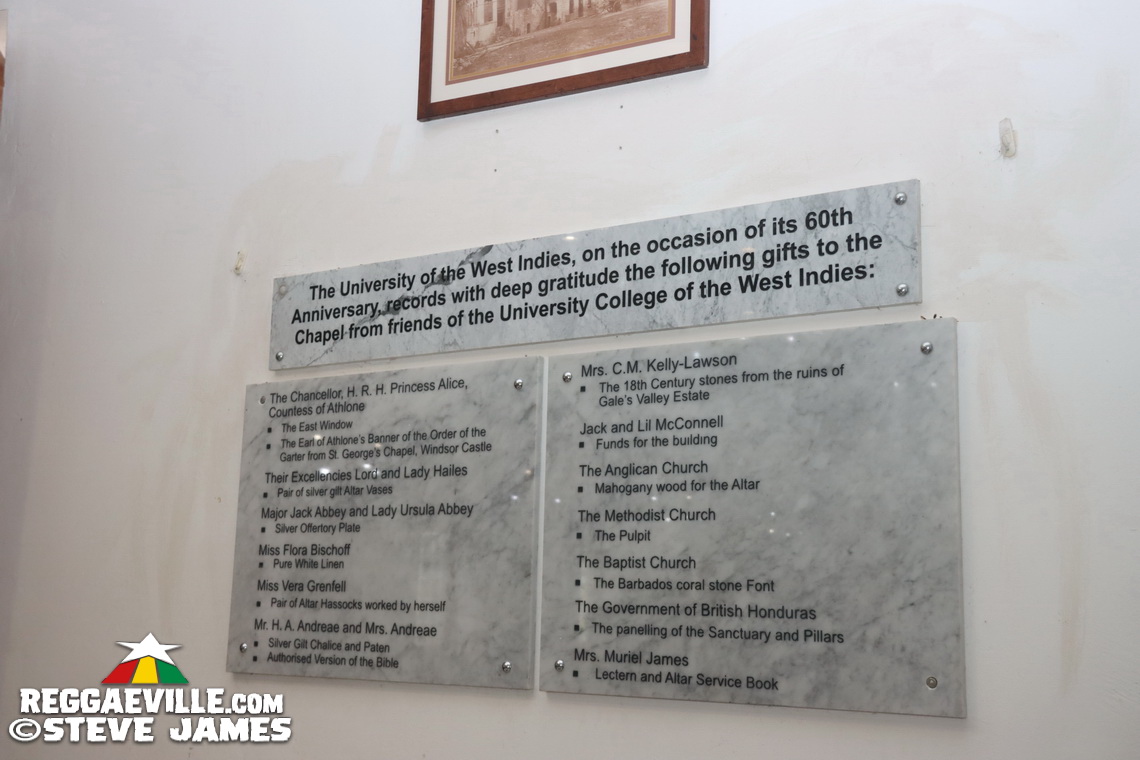 The University of the West Indies, on the occasion of its 60th
Anniversary, records with deep gratitude the following gifts to the
Chapel from friends of the University College of the West Indies:
The Chancellor, H. R. H. Princess Alice,
Countess of Athlone
▪ The East Window
▪ The Earl of Athlone's Banner of the Order of the
Garter from St. George's Chapel, Windsor Castle
Their Excellencies Lord and Lady Hailes
▪ Pair of silver gilt Altar Vases
Major Jack Abbey and Lady Ursula Abbey
▪ Silver Offertory Plate
Miss Flora Bischoff
▪ Pure White Linen
Miss Vera Grenfell
▪ Pair of Altar Hassocks worked by herself
Mr. H. A. Andreae and Mrs. Andreae
▪ Silver Gilt Chalice and Paten
▪ Authorised Version of the Bible
Mrs. C.M. Kelly-Lawson
▪ The 18th Century stones from the ruins of
Gale's Valley Estate
Jack and Lil McConnell
▪ Funds for the building
The Anglican Church
▪ Mahogany wood for the Altar
The Methodist Church
▪ The Pulpit
The Baptist Church
▪ The Barbados coral stone Font
The Government of British Honduras
▪ The panelling of the Sanctuary and Pillars
Mrs. Muriel James
▪ Lectern and Altar Service Book
REGGAEVILLE.COM
©STEVE JAMES